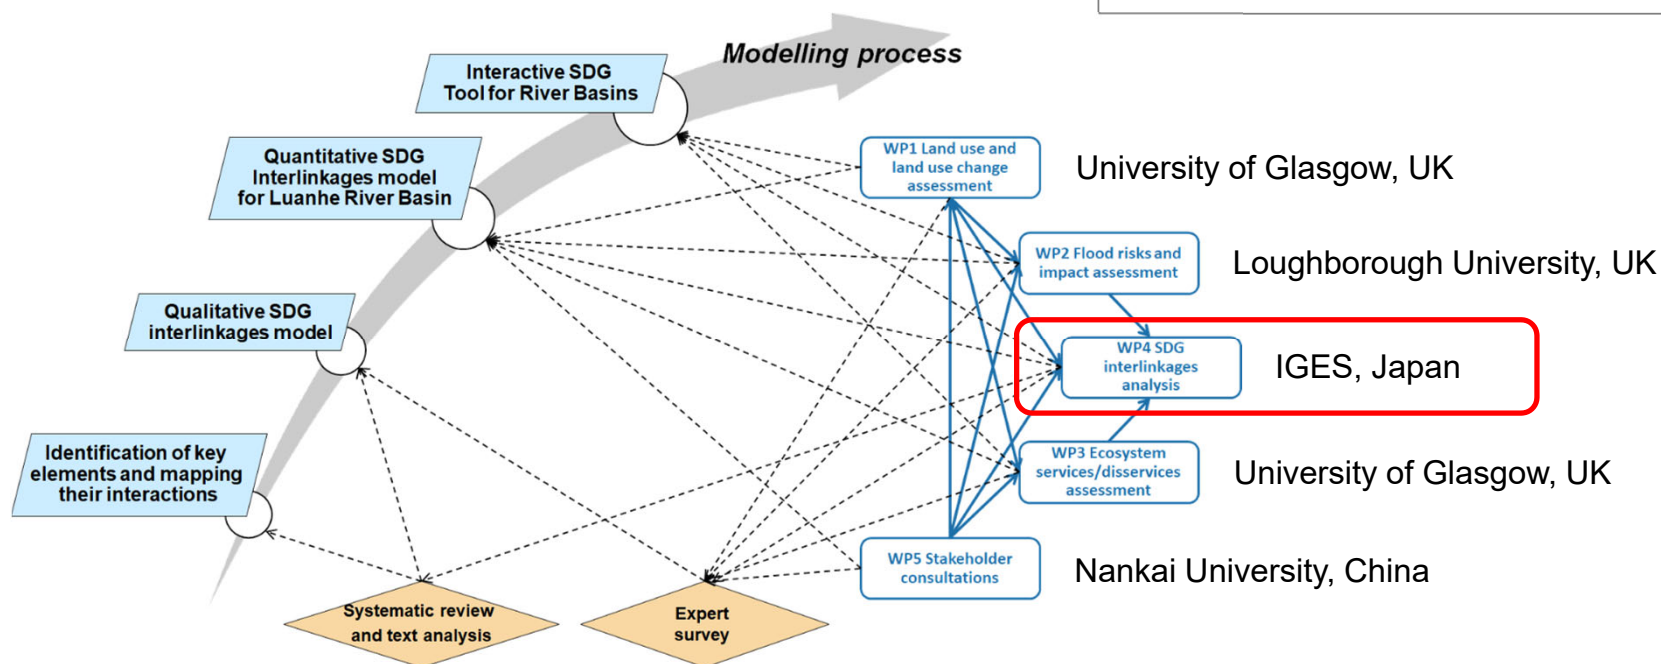 Modelling process
Interactive SDG
Tool for River Basins
Quantitative SDG
Interlinkages model
for Luanhe River Basin
Qualitative SDG
interlinkages model
Identification of key
elements and mapping
their interactions
Systematic review
and text analysis
Expert
survey
WP1 Land use and
land use change
assessment
University of Glasgow, UK
WP2 Flood risks and
impact assessment
Loughborough University, UK
WP4 SDG
interlinkages
analysis
IGES, Japan
WP3 Ecosystem
services/disservices
assessment
University of Glasgow, UK
WP5 Stakeholder
consultations
Nankai University, China